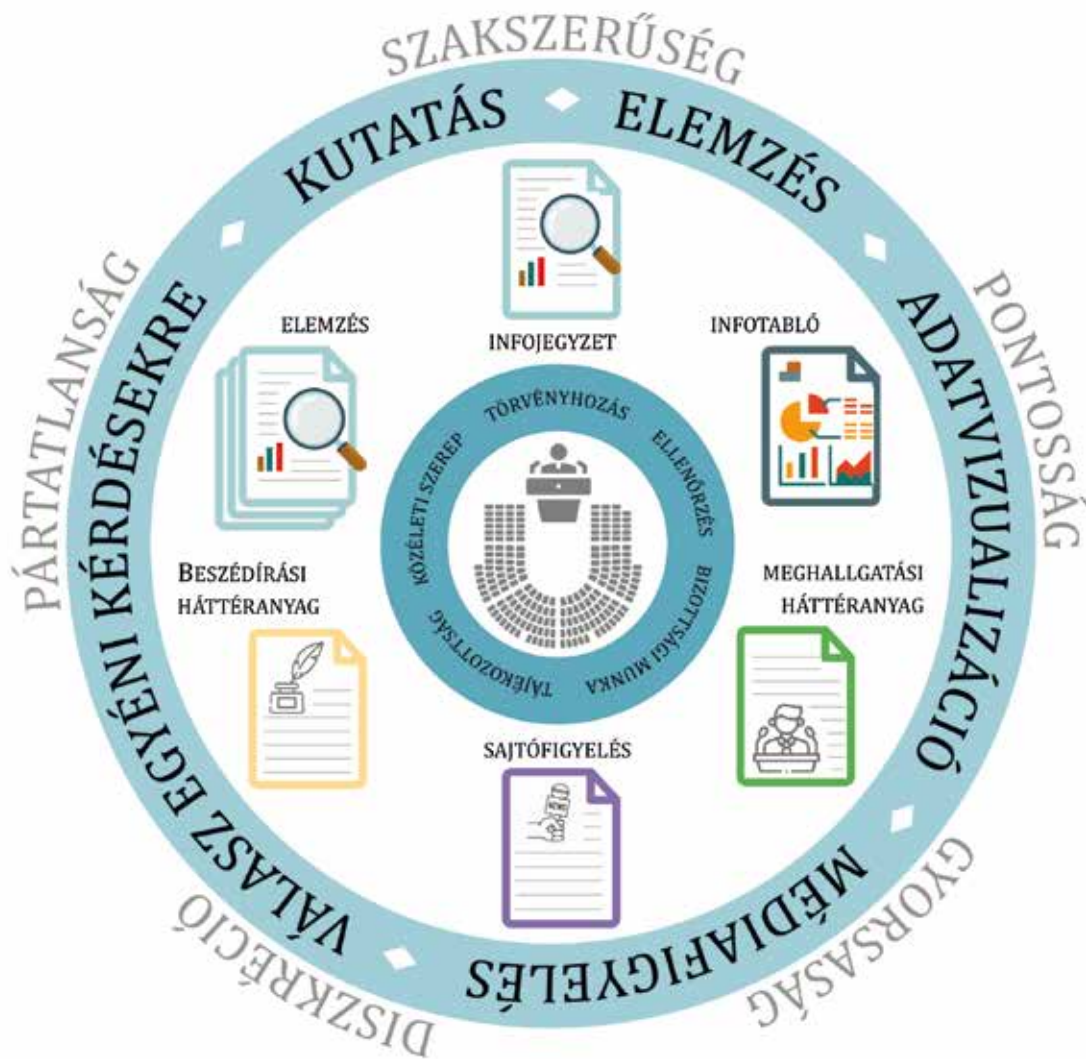 SZAKSZERŰSÉG
PONTOSSÁG
GYORSASÁG
DISZKRÉCIÓ
PÁRTATLANSÁG
KUTATÁS
ELEMZÉS
ADATVIZUALIZÁCIÓ
MÉDIAFIGYELÉS
VÁLASZ EGYÉNI KÉRDÉSEKRE
INFOJEGYZET
INFOTABLÓ
MEGHALLGATÁSI
HÁTTÉRANYAG
SAJTÓFIGYELÉS
BESZÉDÍRÁSI
HÁTTÉRANYAG
ELEMZÉS
TÖRVÉNYHOZÁS
ELLENŐRZÉS
BIZOTTSÁGI MUNKA
TÁJÉKOZOTTSÁG
KÖZÉLETI SZEREP